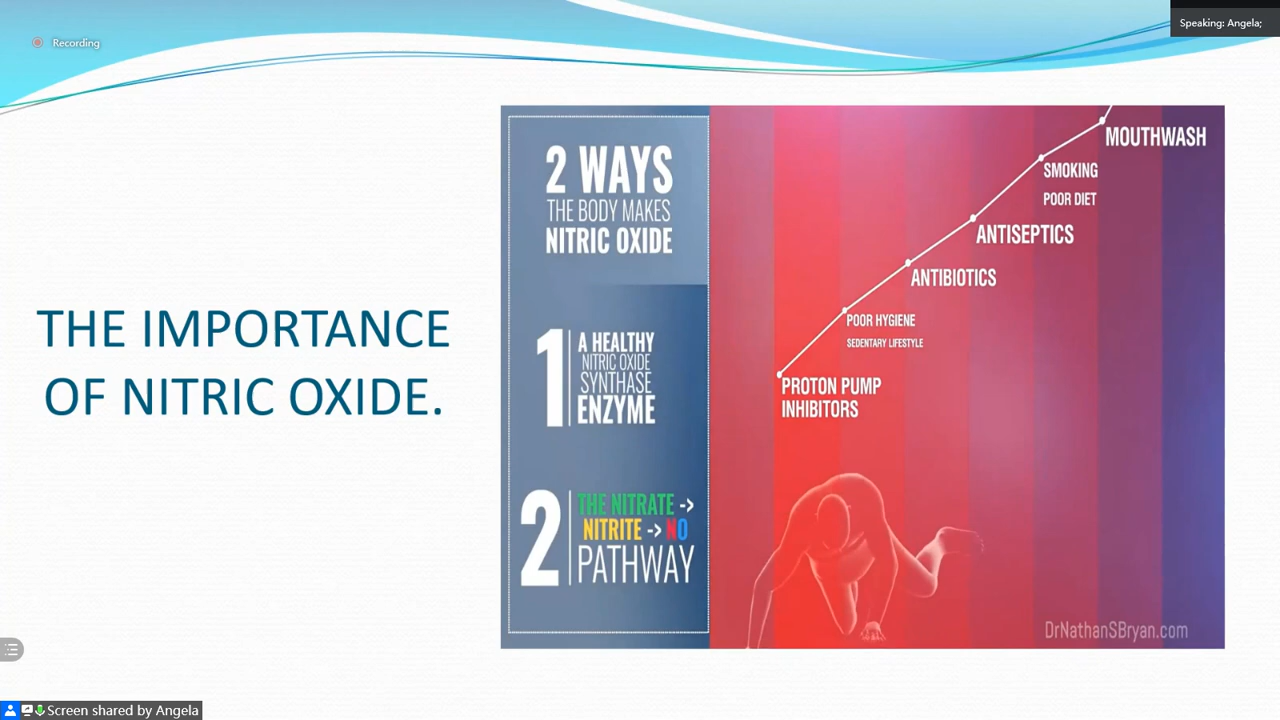 Speaking: Angela;
Recording
THE IMPORTANCE
OF NITRIC OXIDE.
2 WAYS
THE BODY MAKES
NITRIC OXIDE
1
A HEALTHY
NITRIC OXIDE
SYNTHASE
ENZYME
2
THE NITRATE ->
NITRITE -> NO
PATHWAY
MOUTHWASH
SMOKING
POOR DIET
ANTISEPTICS
ANTIBIOTICS
POOR HYGIENE
SEDENTARY LIFESTYLE
PROTON PUMP
INHIBITORS
DrNathanSBryan.com
Screen shared by Angela